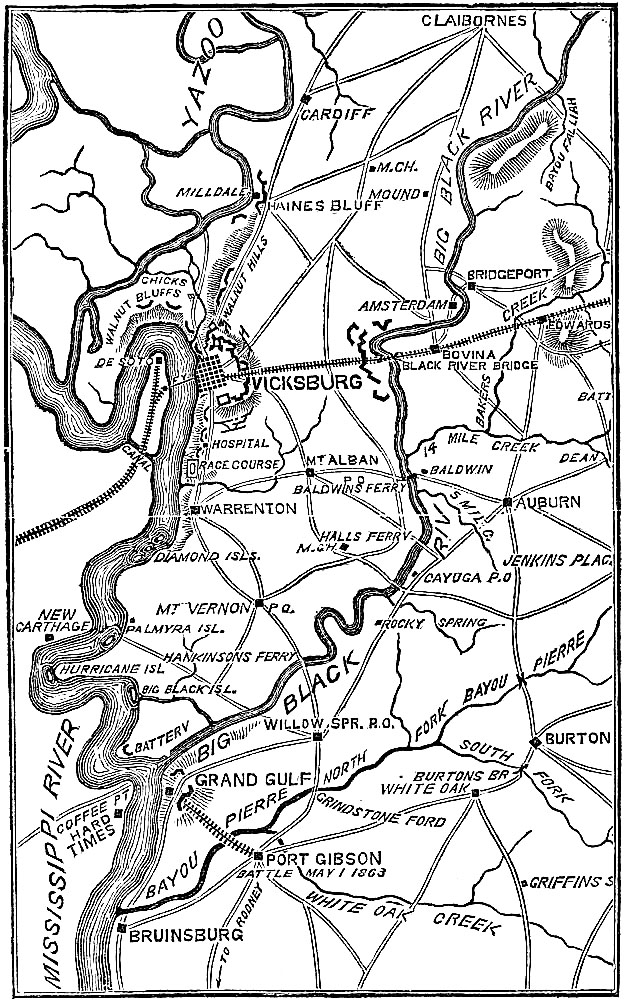 CLAIBORNES
YAZOO
CARDIFF
BIG BLACK RIVER
BAYOU FALLIAH
M.CH.
MILLDALE
MOUND
HAINES BLUFF
WALNUT HILLS
CHICKS
WALNUT BLUFFS
BRIDGEPORT
AMSTERDAM
CREEK
EDWARDS
DE SOTO
VICKSBURG
BOVINA
BLACK RIVER BRIDGE
BAKERS
BATT
CANAL
HOSPITAL
RACE COURSE
14 MILE CREEK
DEAN
MT ALBAN
P.O.
BALDWIN
BALDWINS FERRY
5 MILE C.
WARRENTON
AUBURN
RIV.
HALLS FERRY
M.CH.
DIAMOND ISLS.
JENKINS PLAC
CAYUGA P.O
MT VERNON P.O.
NEW CARTHAGE
PALMYRA ISL.
ROCKY SPRING
HANKINSONS FERRY
HURRICANE ISL
BIG BLACK ISL.
BIG BLACK
BAYOU PIERRE
WILLOW SPR. P.O.
BATTERY
NORTH FORK
SOUTH FORK
BURTON
MISSISSIPPI RIVER
GRAND GULF
BURTONS BR
WHITE OAK
COFFEE PT
HARD TIMES
BAYOU PIERRE
GRINDSTONE FORD
PORT GIBSON
BATTLE MAY 1 1863
GRIFFINS S
WHITE OAK CREEK
BRUINSBURG
TO RODNEY